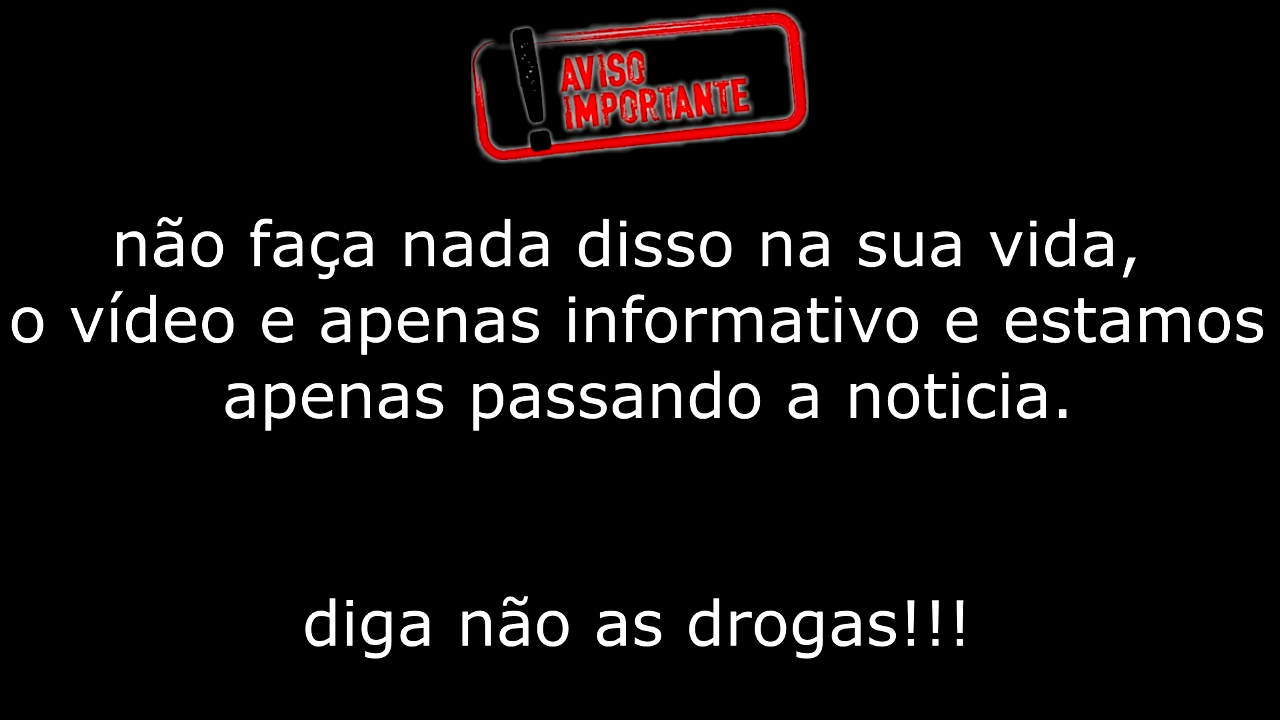 AVISO
IMPORTANTE
não faça nada disso na sua vida,
o vídeo e apenas informativo e estamos
apenas passando a noticia.
diga não as drogas!!!